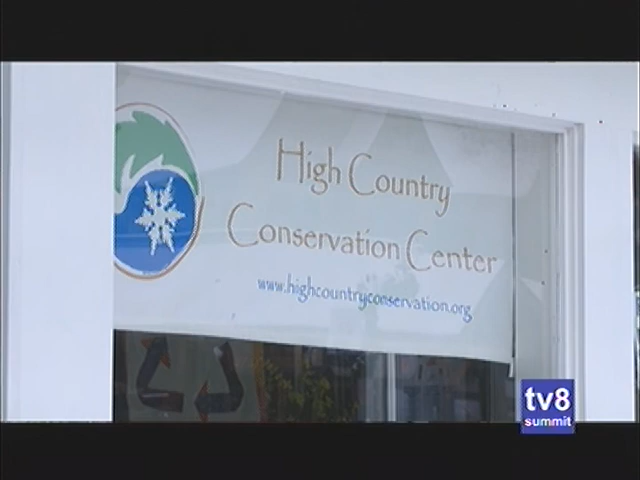 High Country
Conservation Center
www.highcountryconservation.org
tv8
summit